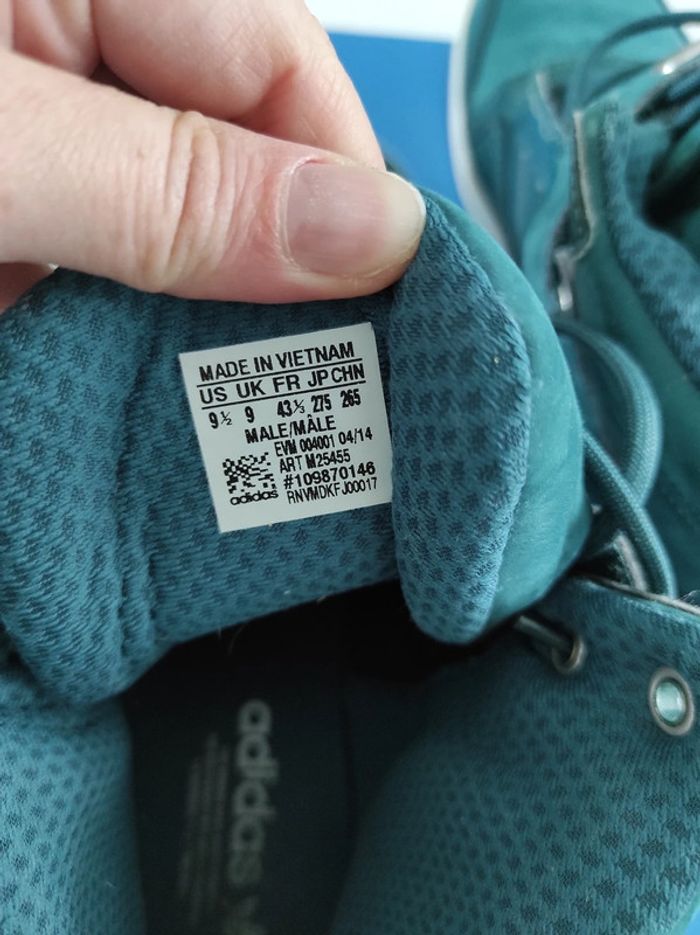 MADE IN VIETNAM
US UK FR JP CHN
9½ 9 43⅓ 275 265
MALE/MÂLE
EVM 004001 04/14
ART M25455
#109870146
adidas RNVMDKFJ00017
adidas